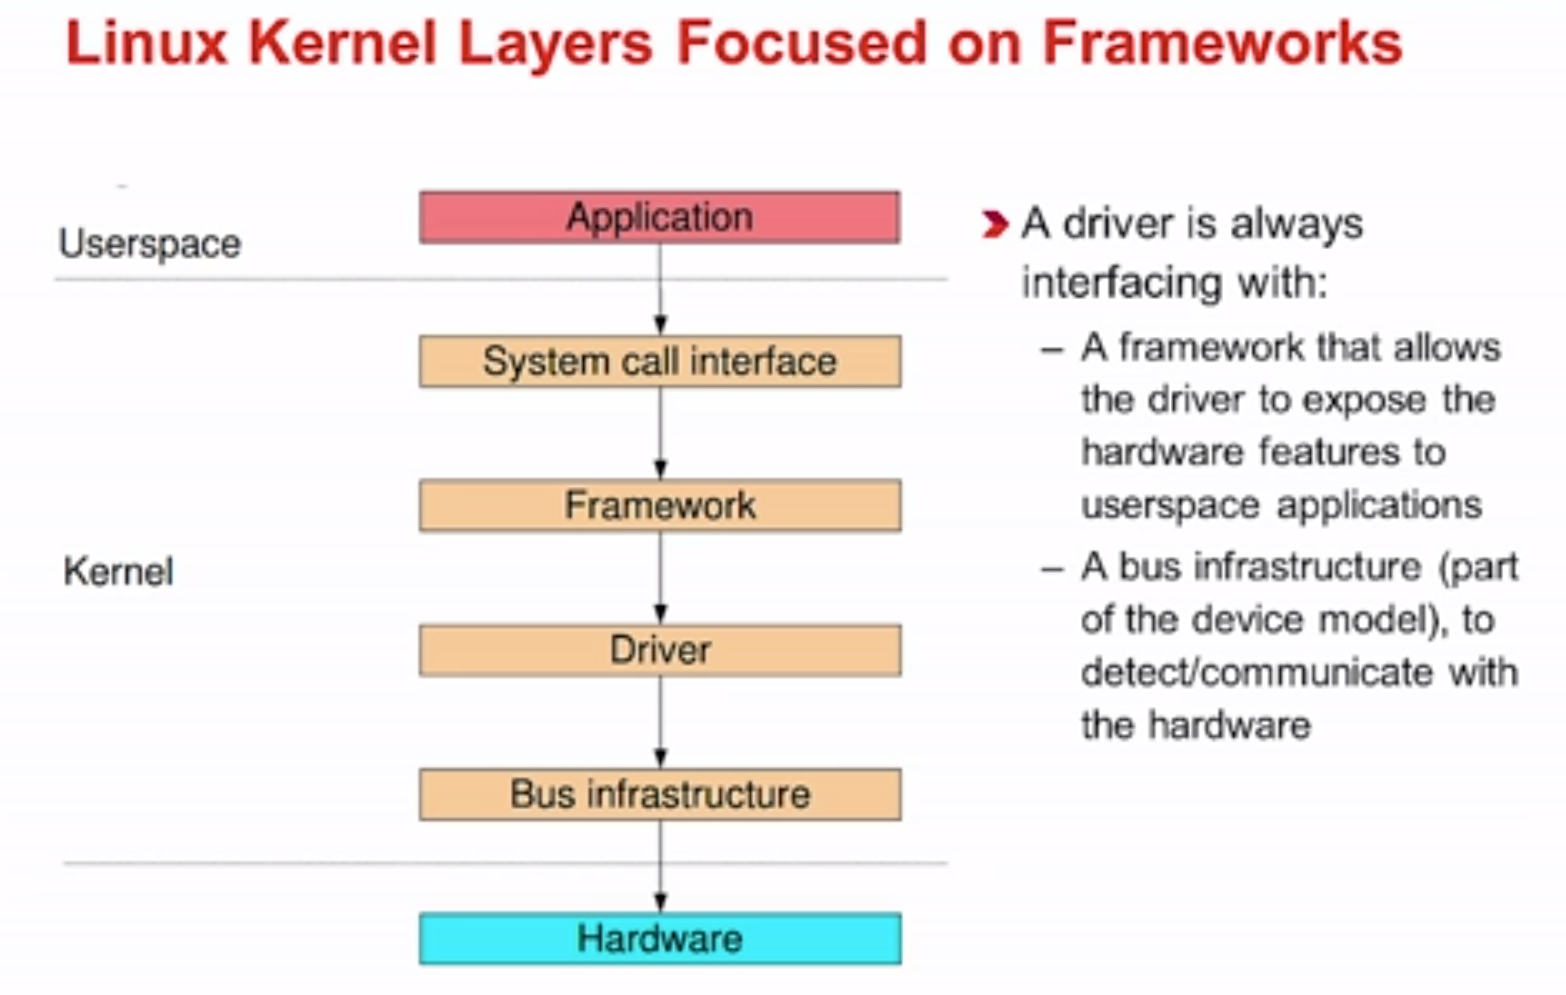 Linux Kernel Layers Focused on Frameworks
Application
Userspace
System call interface
Framework
Kernel
Driver
Bus infrastructure
Hardware
A driver is always
interfacing with:
– A framework that allows
the driver to expose the
hardware features to
userspace applications
– A bus infrastructure (part
of the device model), to
detect/communicate with
the hardware